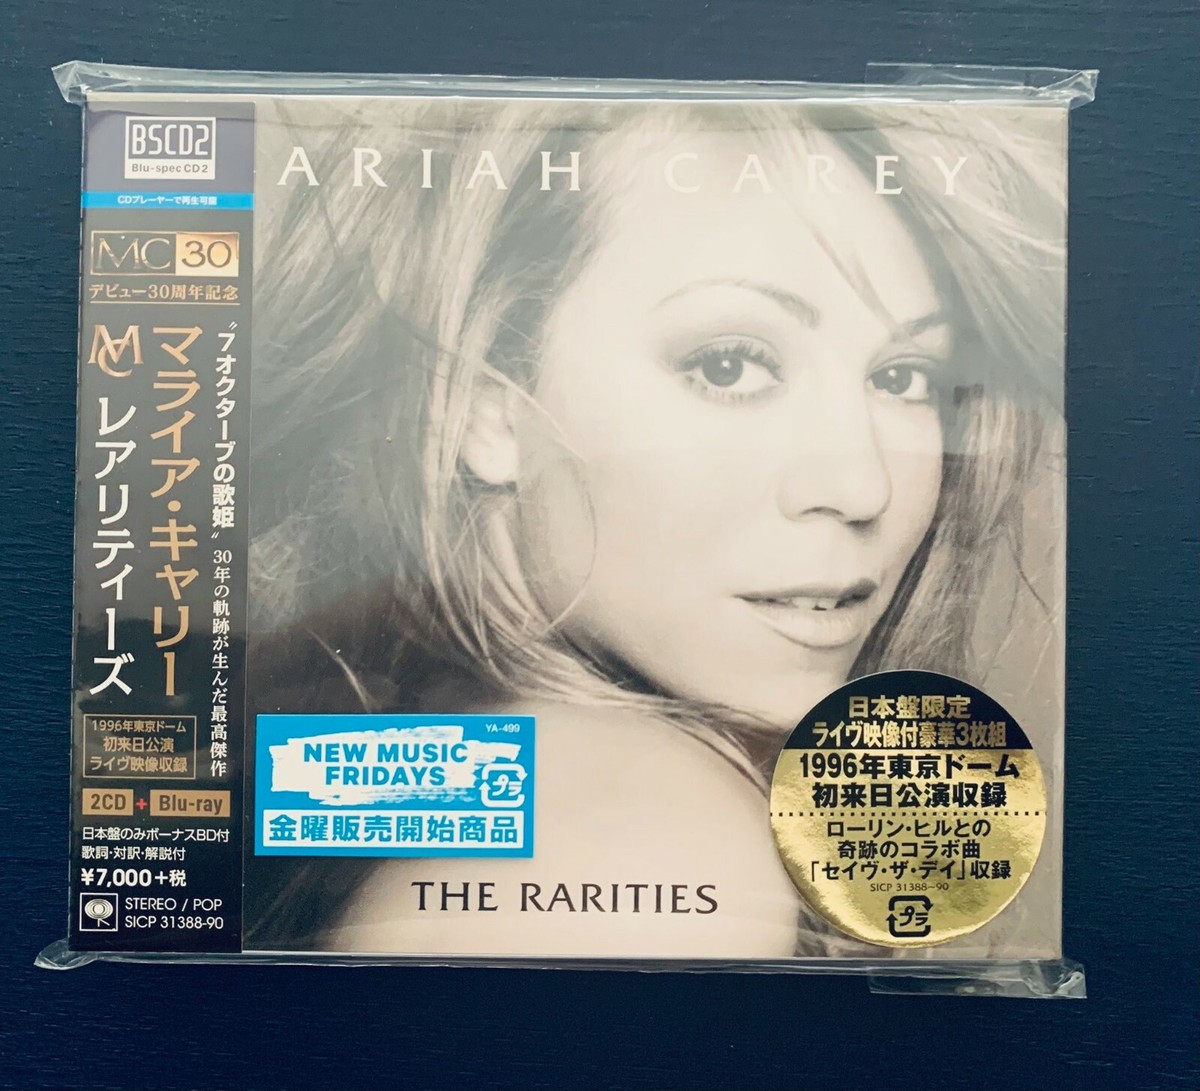 BSCD2
Blu-spec CD2
CDプレーヤーで再生可能
MC 30
デビュー30周年記念
"7オクターブの歌姫" 30年の軌跡が生んだ最高傑作
マライア・キャリー
MC
レアリティーズ
1996年東京ドーム
初来日公演
ライヴ映像収録
2CD + Blu-ray
日本盤のみボーナスBD付
歌詞・対訳・解説付
¥7,000+税
STEREO / POP
SICP 31388-90
ARIAH CAREY
YA-499
NEW MUSIC
FRIDAYS
プラ
金曜販売開始商品
THE RARITIES
日本盤限定
ライヴ映像付豪華3枚組
1996年東京ドーム
初来日公演収録
ローリン・ヒルとの
奇跡のコラボ曲
「セイヴ・ザ・デイ」収録
SICP 31388-90
プラ